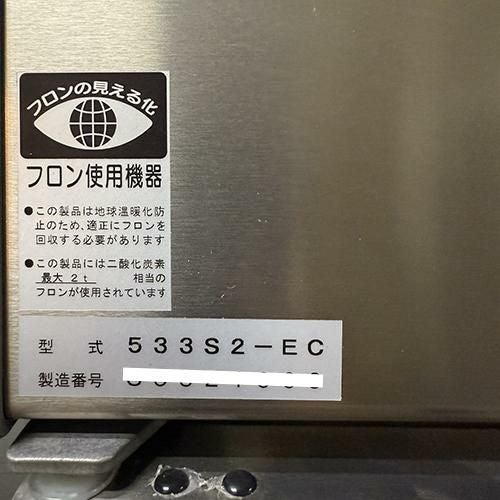 フロンの見える化
フロン使用機器
●この製品は地球温暖化防
止のため、適正にフロンを
回収する必要があります
●この製品には二酸化炭素
最大 2t 相当の
フロンが使用されています
型 式 533S2-EC
製造番号